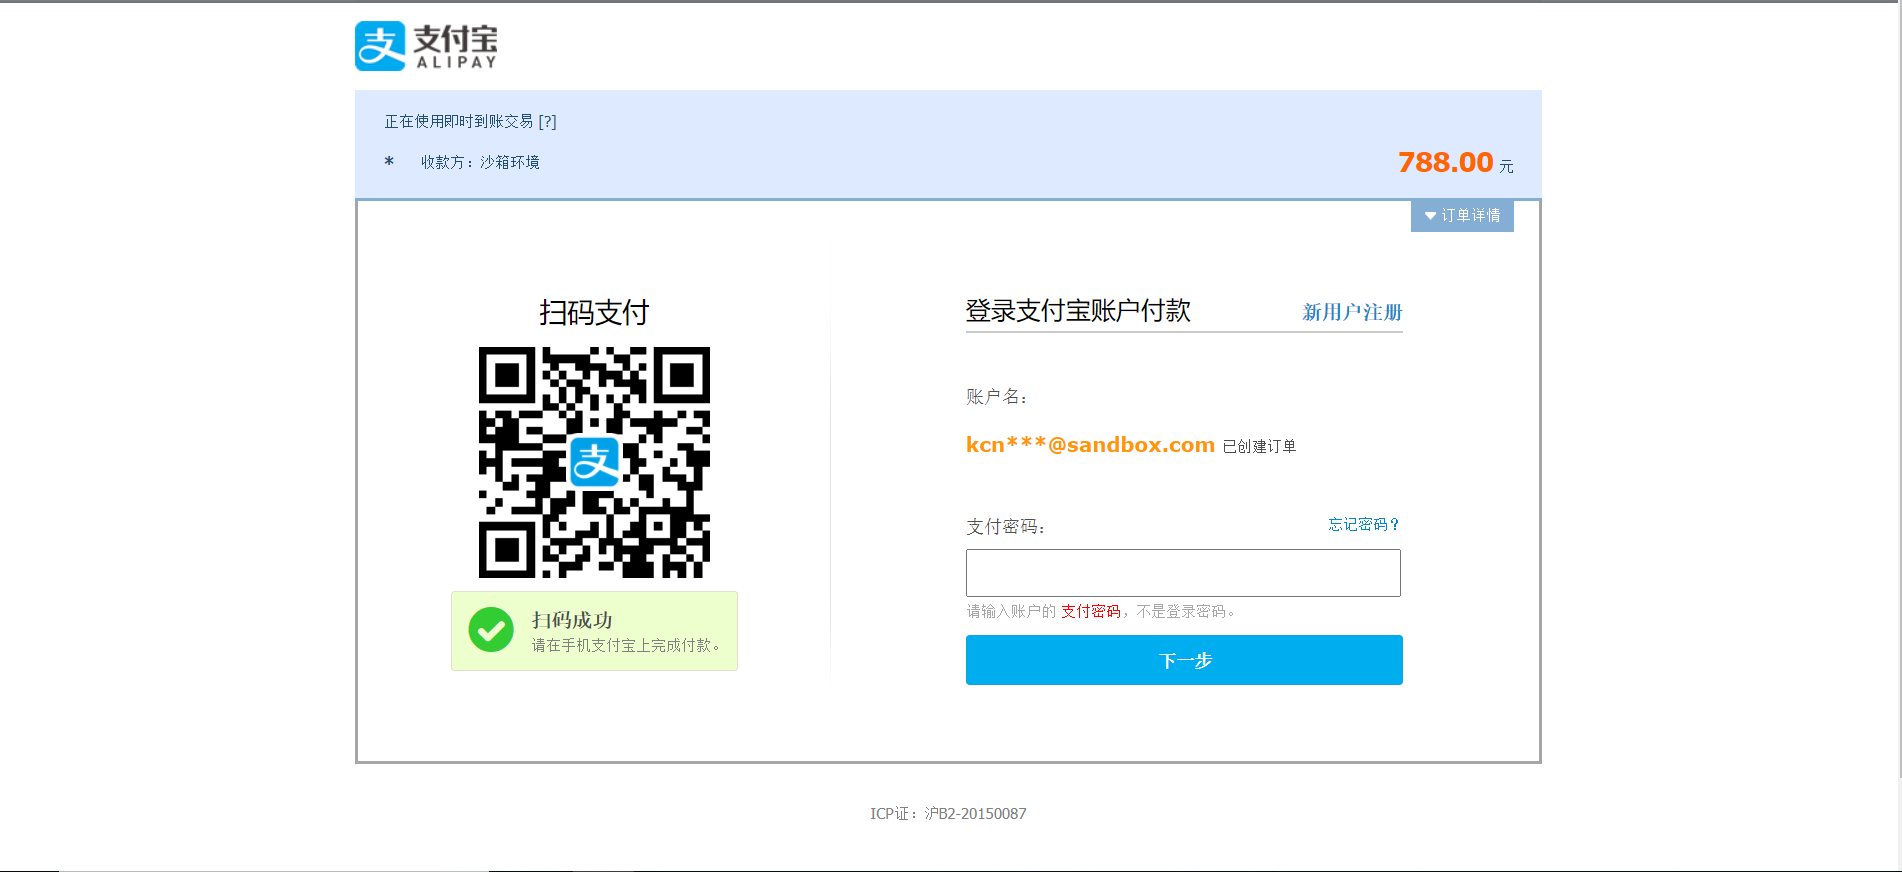 支付宝
ALIPAY
正在使用即时到账交易 [?]
* 收款方：沙箱环境
788.00 元
订单详情
扫码支付
扫码成功
请在手机支付宝上完成付款。
登录支付宝账户付款 新用户注册
账户名：
kcn***@sandbox.com 已创建订单
支付密码： 忘记密码？
请输入账户的 支付密码，不是登录密码。
下一步
ICP证：沪B2-20150087